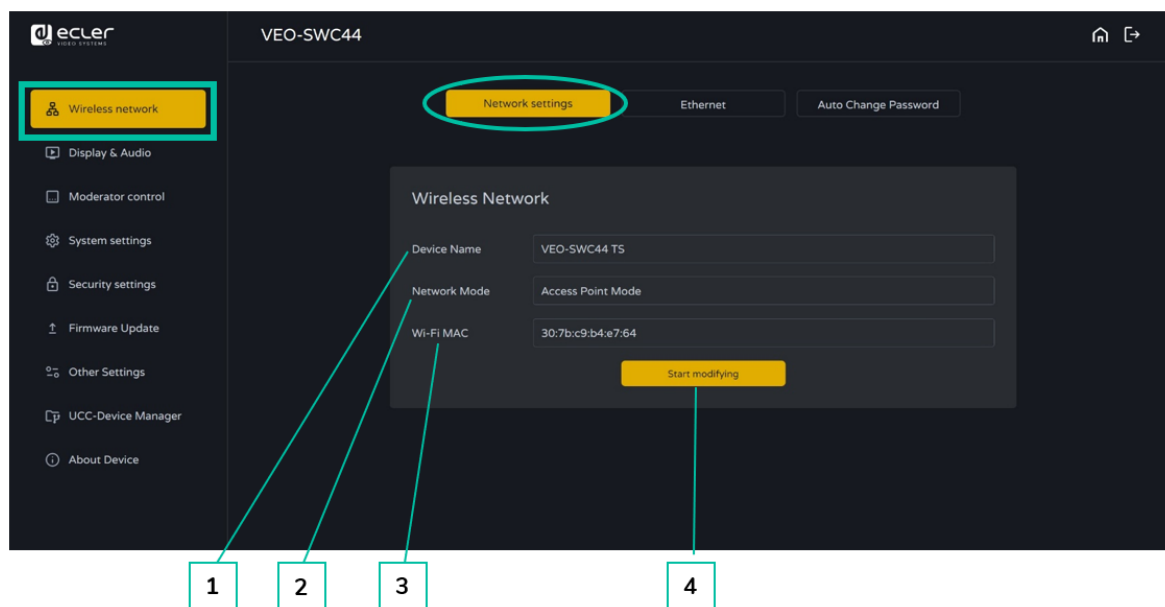 ecler
VIDEO SYSTEMS
VEO-SWC44
Wireless network
Network settings
Ethernet
Auto Change Password
Display & Audio
Moderator control
System settings
Security settings
Firmware Update
Other Settings
UCC-Device Manager
About Device
Wireless Network
Device Name
VEO-SWC44 TS
Network Mode
Access Point Mode
Wi-Fi MAC
30:7b:c9:b4:e7:64
Start modifying
1
2
3
4